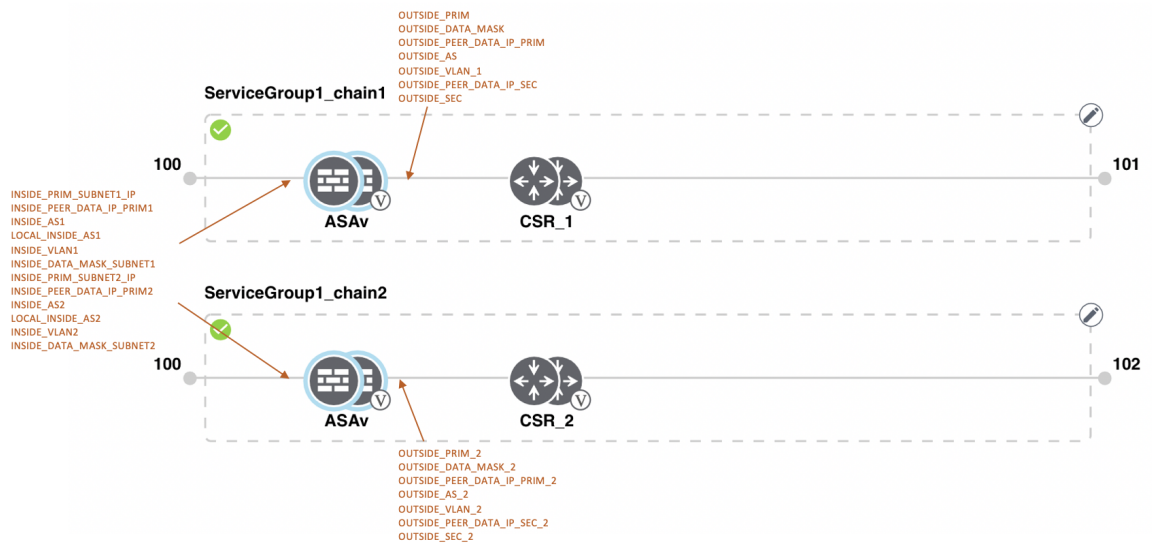 OUTSIDE_PRIM
OUTSIDE_DATA_MASK
OUTSIDE_PEER_DATA_IP_PRIM
OUTSIDE_AS
OUTSIDE_VLAN_1
OUTSIDE_PEER_DATA_IP_SEC
OUTSIDE_SEC
ServiceGroup1_chain1
100
101
V
V
ASAv
CSR_1
INSIDE_PRIM_SUBNET1_IP
INSIDE_PEER_DATA_IP_PRIM1
INSIDE_AS1
LOCAL_INSIDE_AS1
INSIDE_VLAN1
INSIDE_DATA_MASK_SUBNET1
INSIDE_PRIM_SUBNET2_IP
INSIDE_PEER_DATA_IP_PRIM2
INSIDE_AS2
LOCAL_INSIDE_AS2
INSIDE_VLAN2
INSIDE_DATA_MASK_SUBNET2
ServiceGroup1_chain2
100
102
V
V
ASAv
CSR_2
OUTSIDE_PRIM_2
OUTSIDE_DATA_MASK_2
OUTSIDE_PEER_DATA_IP_PRIM_2
OUTSIDE_AS_2
OUTSIDE_VLAN_2
OUTSIDE_PEER_DATA_IP_SEC_2
OUTSIDE_SEC_2